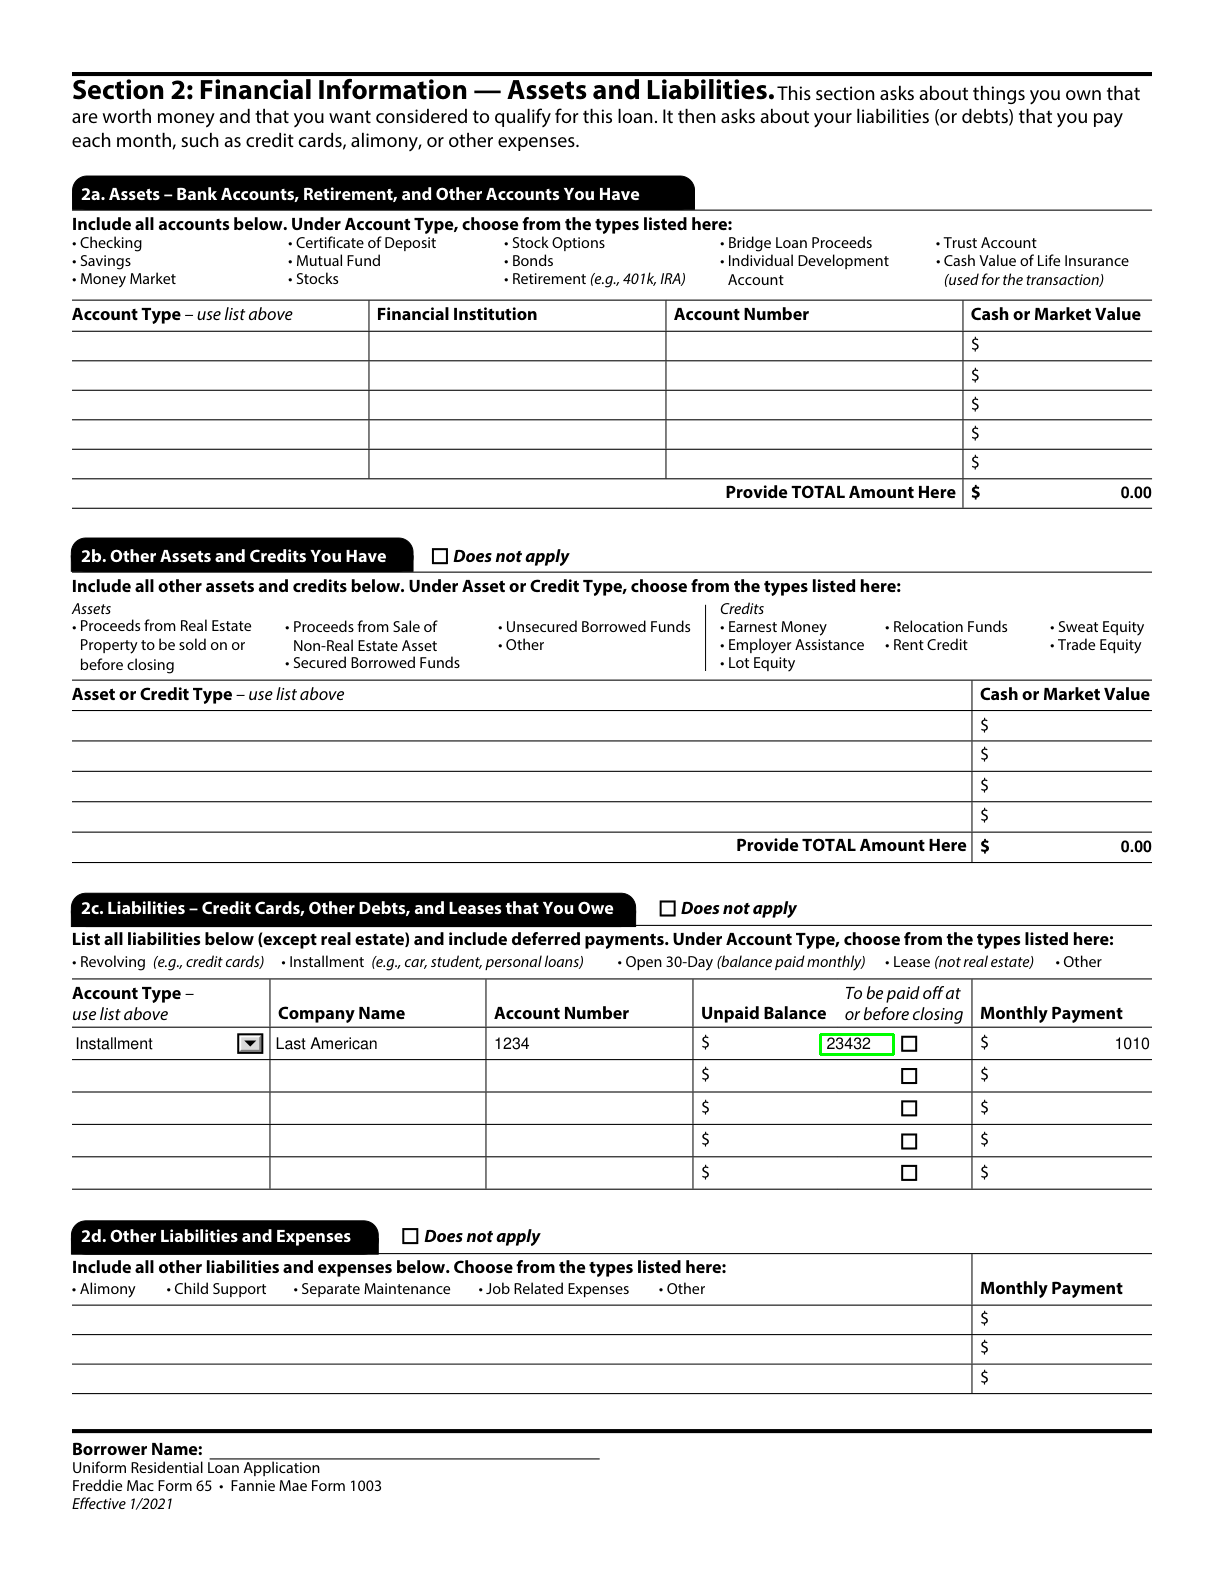 Section 2: Financial Information — Assets and Liabilities. This section asks about things you own that
are worth money and that you want considered to qualify for this loan. It then asks about your liabilities (or debts) that you pay
each month, such as credit cards, alimony, or other expenses.
2a. Assets – Bank Accounts, Retirement, and Other Accounts You Have
Include all accounts below. Under Account Type, choose from the types listed here:
• Checking • Certificate of Deposit • Stock Options • Bridge Loan Proceeds • Trust Account
• Savings • Mutual Fund • Bonds • Individual Development • Cash Value of Life Insurance
• Money Market • Stocks • Retirement (e.g., 401k, IRA) Account (used for the transaction)
Account Type – use list above Financial Institution Account Number Cash or Market Value
$
$
$
$
$
Provide TOTAL Amount Here $ 0.00
2b. Other Assets and Credits You Have Does not apply
Include all other assets and credits below. Under Asset or Credit Type, choose from the types listed here:
Assets Credits
• Proceeds from Real Estate • Proceeds from Sale of • Unsecured Borrowed Funds • Earnest Money • Relocation Funds • Sweat Equity
Property to be sold on or Non-Real Estate Asset • Other • Employer Assistance • Rent Credit • Trade Equity
before closing • Secured Borrowed Funds • Lot Equity
Asset or Credit Type – use list above Cash or Market Value
$
$
$
$
Provide TOTAL Amount Here $ 0.00
2c. Liabilities – Credit Cards, Other Debts, and Leases that You Owe Does not apply
List all liabilities below (except real estate) and include deferred payments. Under Account Type, choose from the types listed here:
• Revolving (e.g., credit cards) • Installment (e.g., car, student, personal loans) • Open 30-Day (balance paid monthly) • Lease (not real estate) • Other
Account Type – To be paid off at
use list above Company Name Account Number Unpaid Balance or before closing Monthly Payment
Installment Last American 1234 $ 23432 $ 1010
$ $
$ $
$ $
$ $
2d. Other Liabilities and Expenses Does not apply
Include all other liabilities and expenses below. Choose from the types listed here:
• Alimony • Child Support • Separate Maintenance • Job Related Expenses • Other Monthly Payment
$
$
$
Borrower Name:
Uniform Residential Loan Application
Freddie Mac Form 65 • Fannie Mae Form 1003
Effective 1/2021